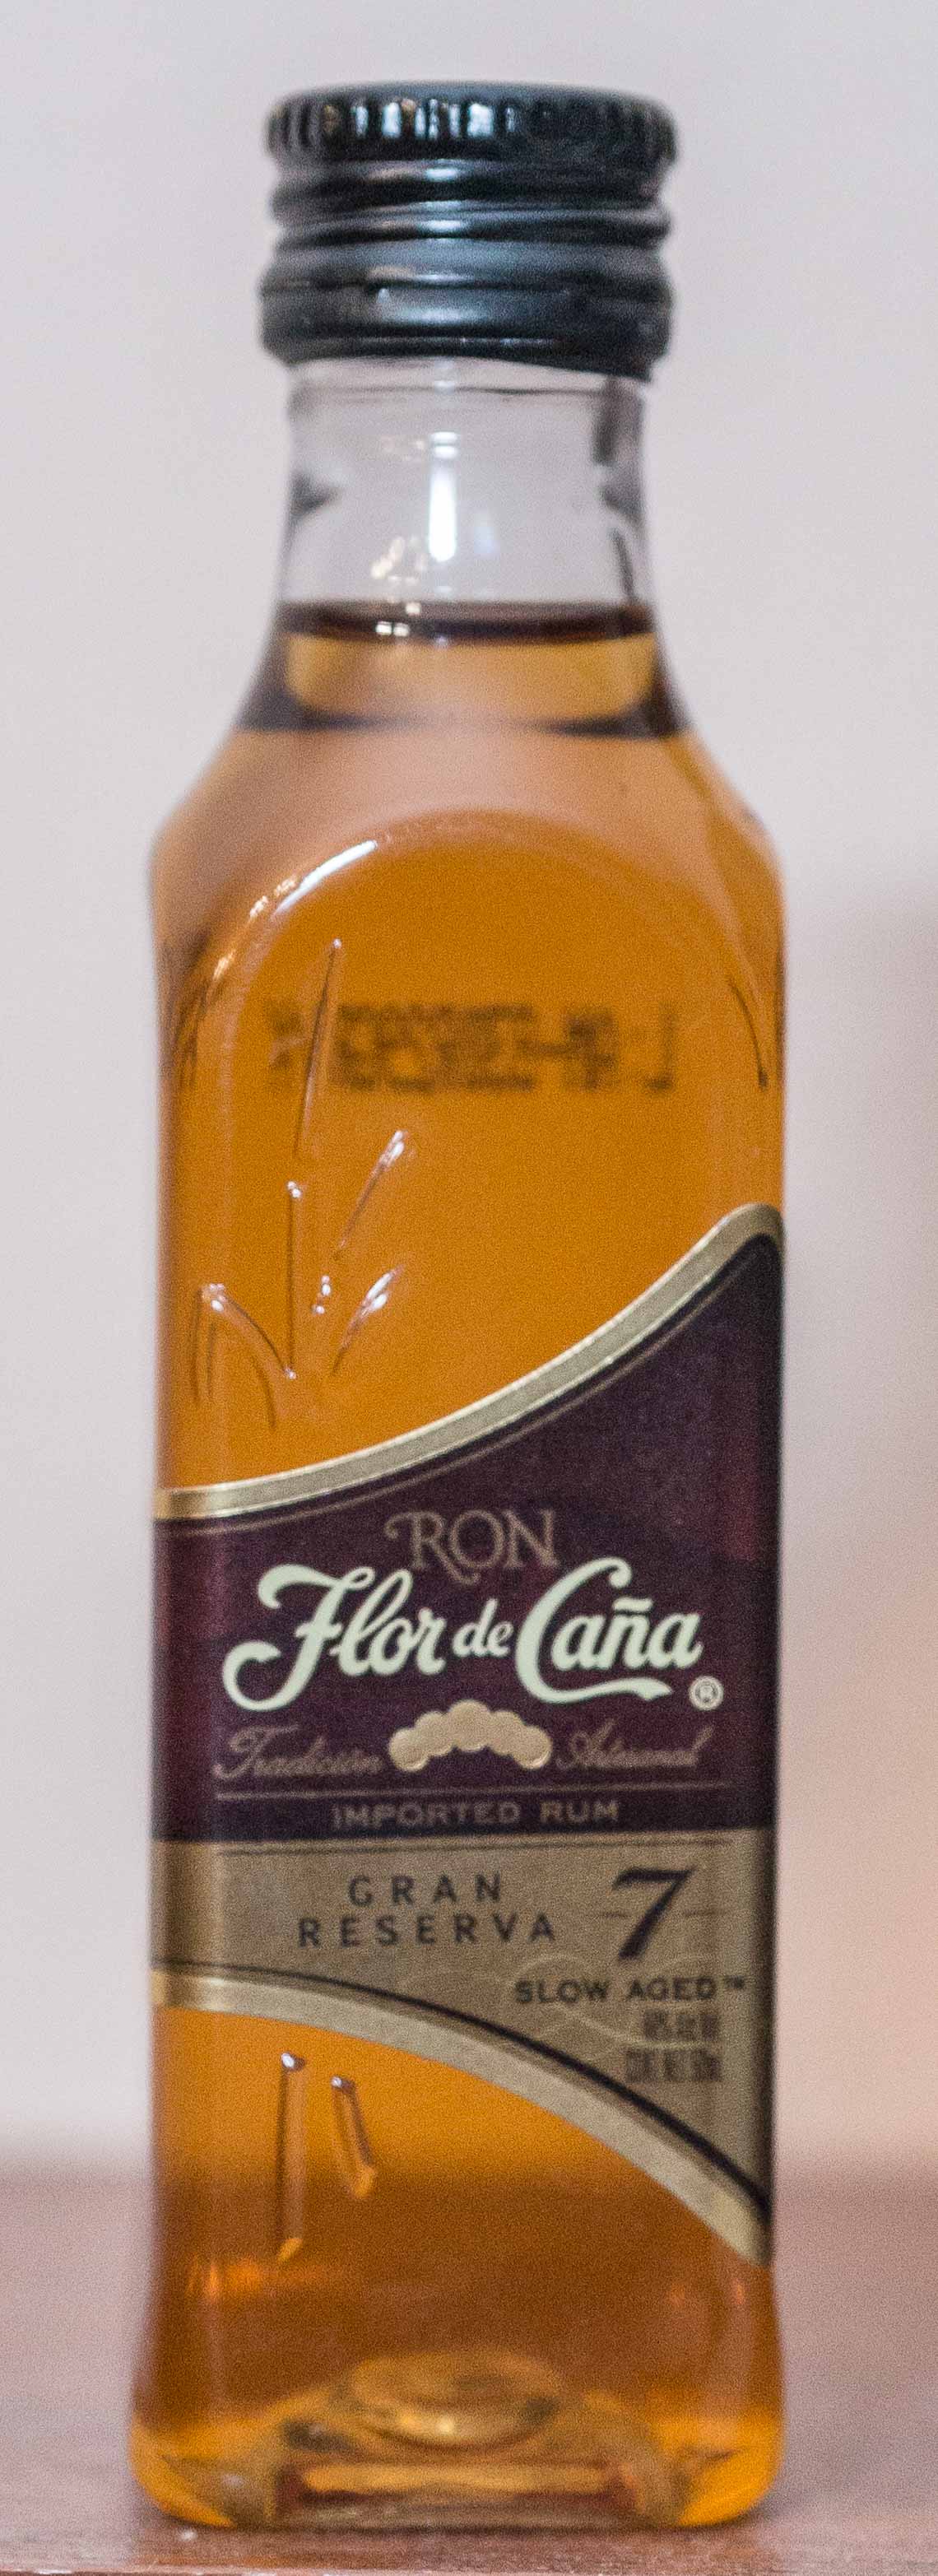 RON
Flor de Caña ®
Tradición Artesanal
IMPORTED RUM
GRAN
RESERVA
7
SLOW AGED™